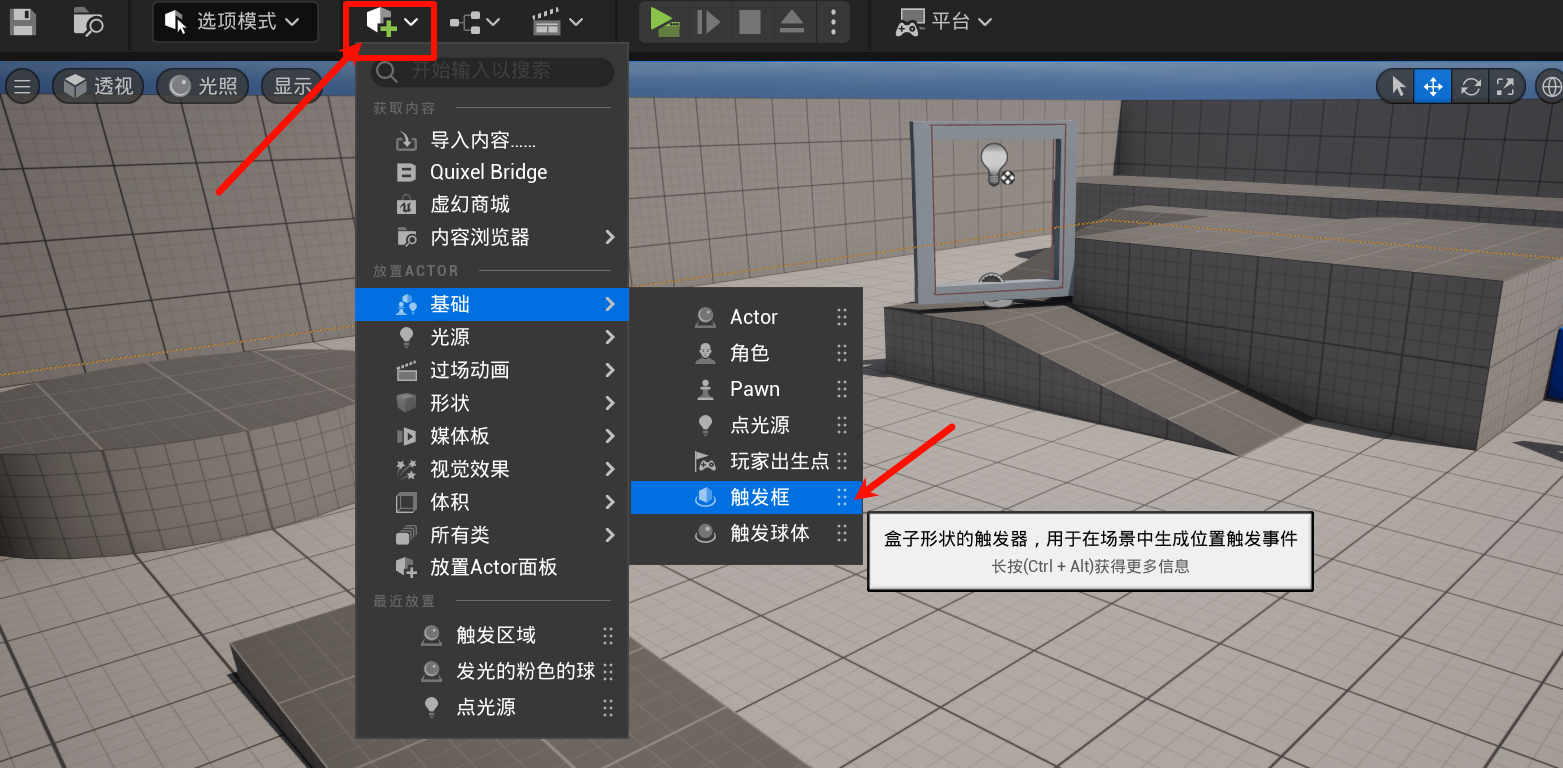 选项模式
平台
透视
光照
显示
开始输入以搜索
获取内容
导入内容......
Quixel Bridge
虚幻商城
内容浏览器
放置ACTOR
基础
光源
过场动画
形状
媒体板
视觉效果
体积
所有类
放置Actor面板
最近放置
触发区域
发光的粉色的球
点光源
Actor
角色
Pawn
点光源
玩家出生点
触发框
触发球体
盒子形状的触发器，用于在场景中生成位置触发事件
长按(Ctrl + Alt)获得更多信息